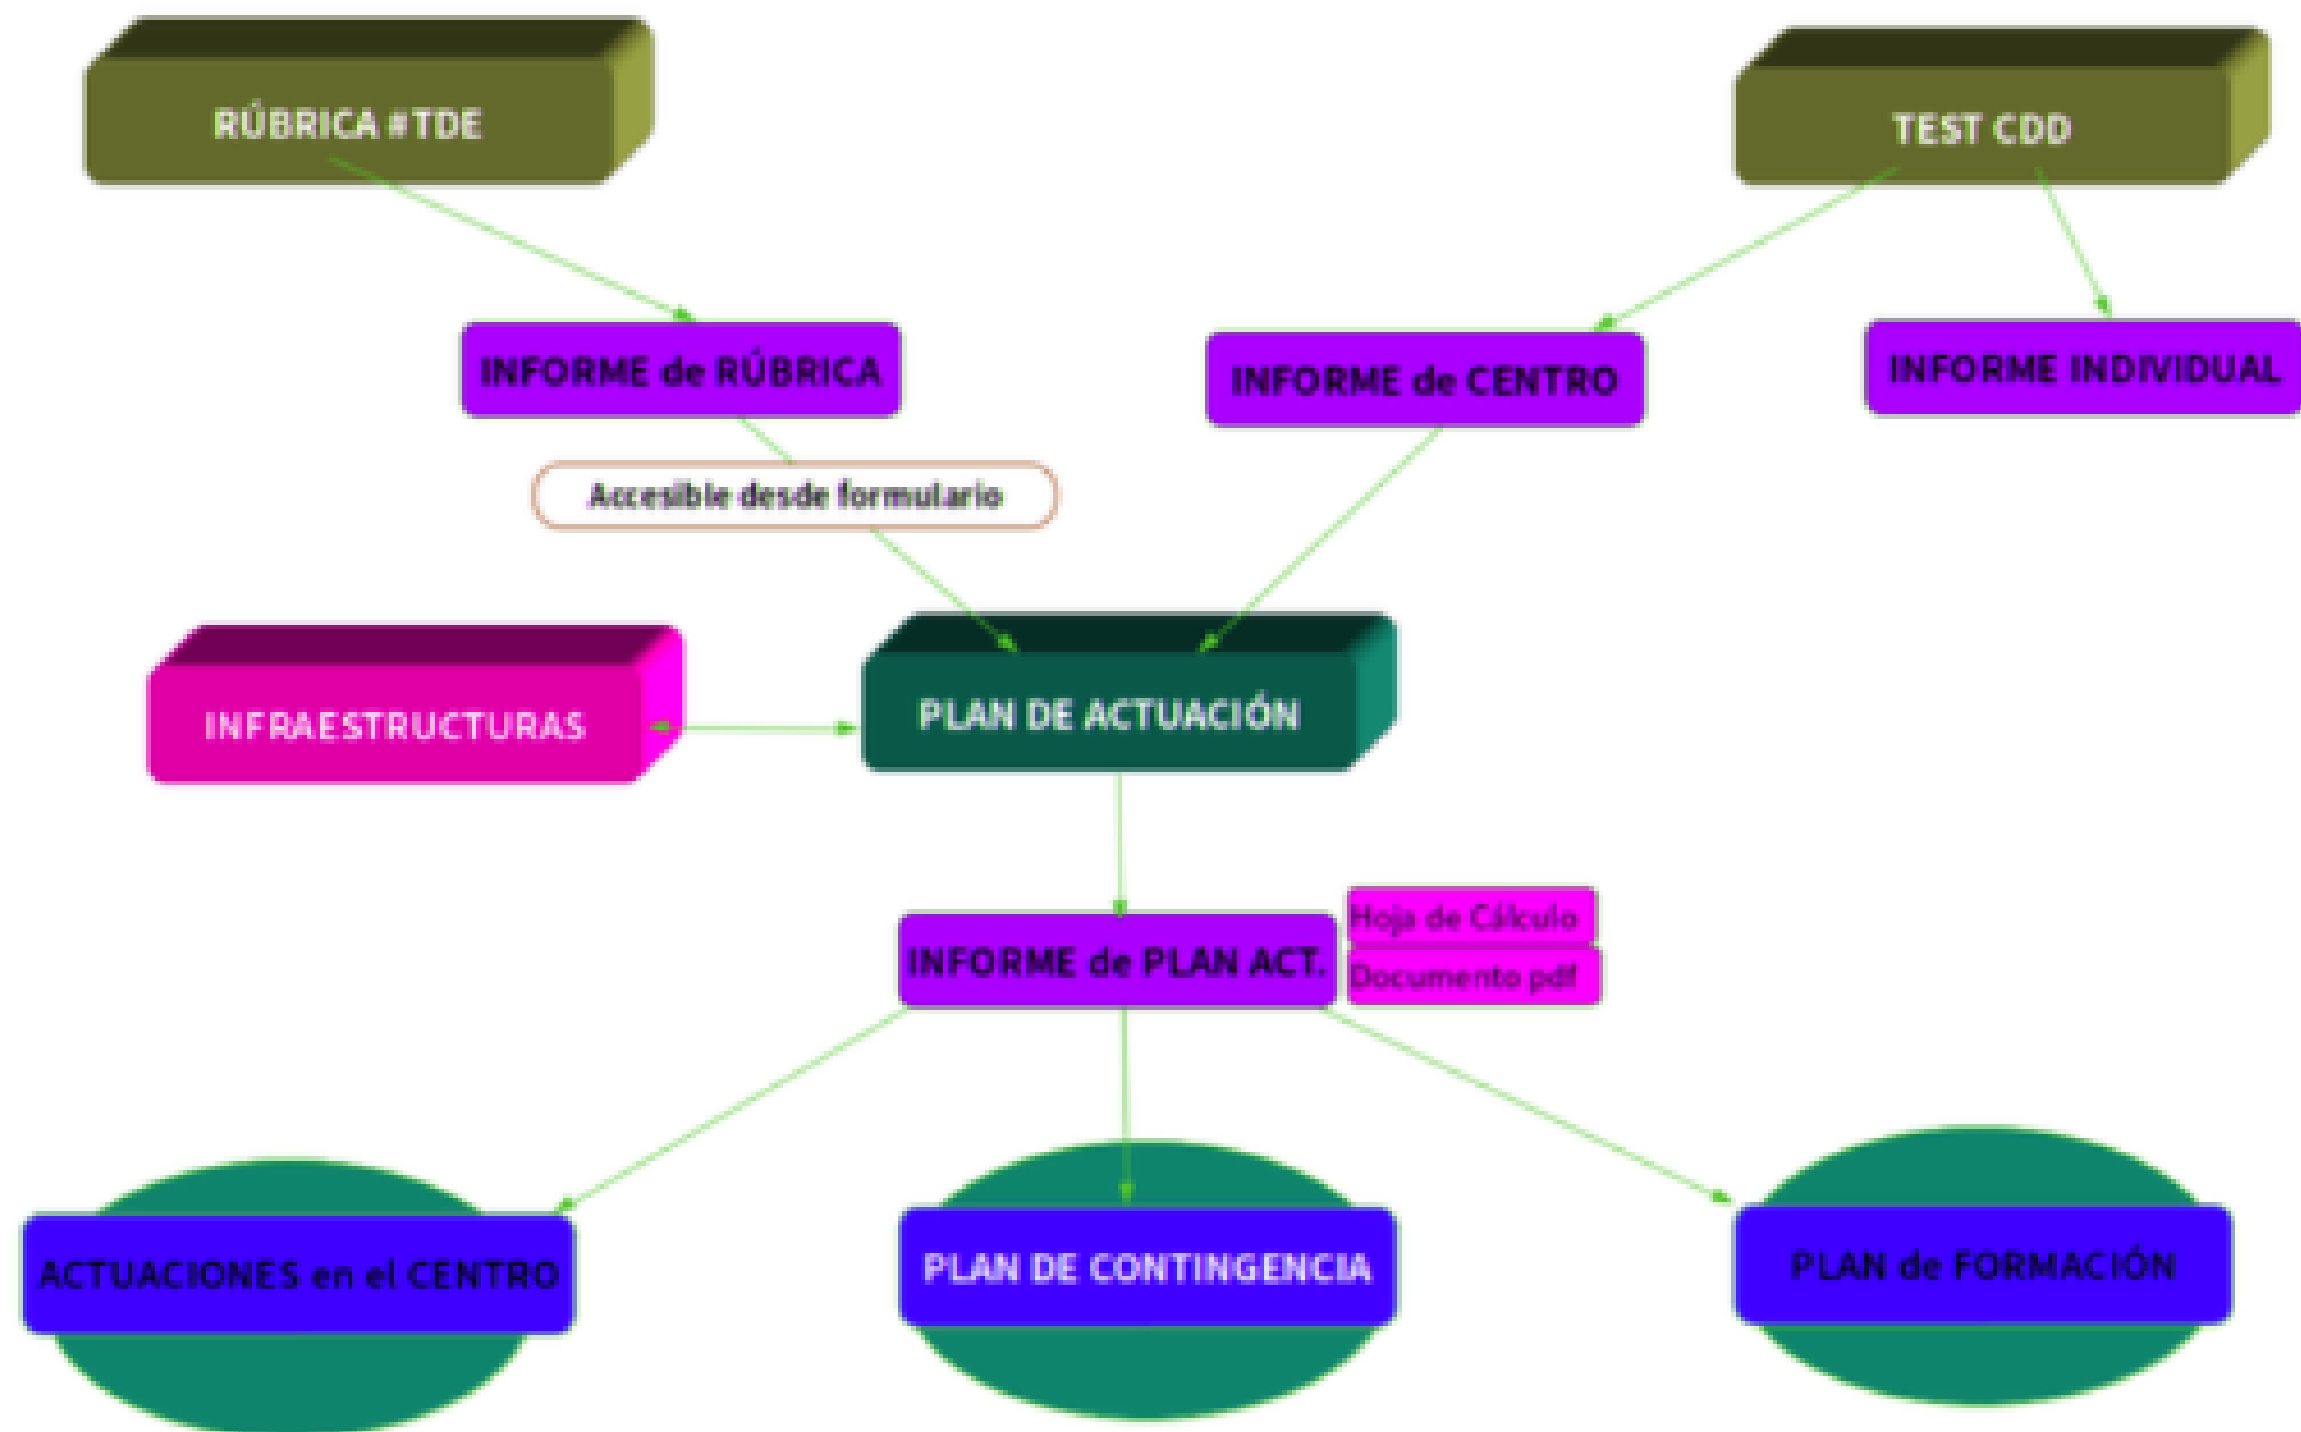 RÚBRICA #TDE
TEST CDD
INFORME de RÚBRICA
INFORME de CENTRO
INFORME INDIVIDUAL
Accesible desde formulario
INFRAESTRUCTURAS
PLAN DE ACTUACIÓN
INFORME de PLAN ACT.
Hoja de Cálculo
Documento pdf
ACTUACIONES en el CENTRO
PLAN DE CONTINGENCIA
PLAN de FORMACIÓN